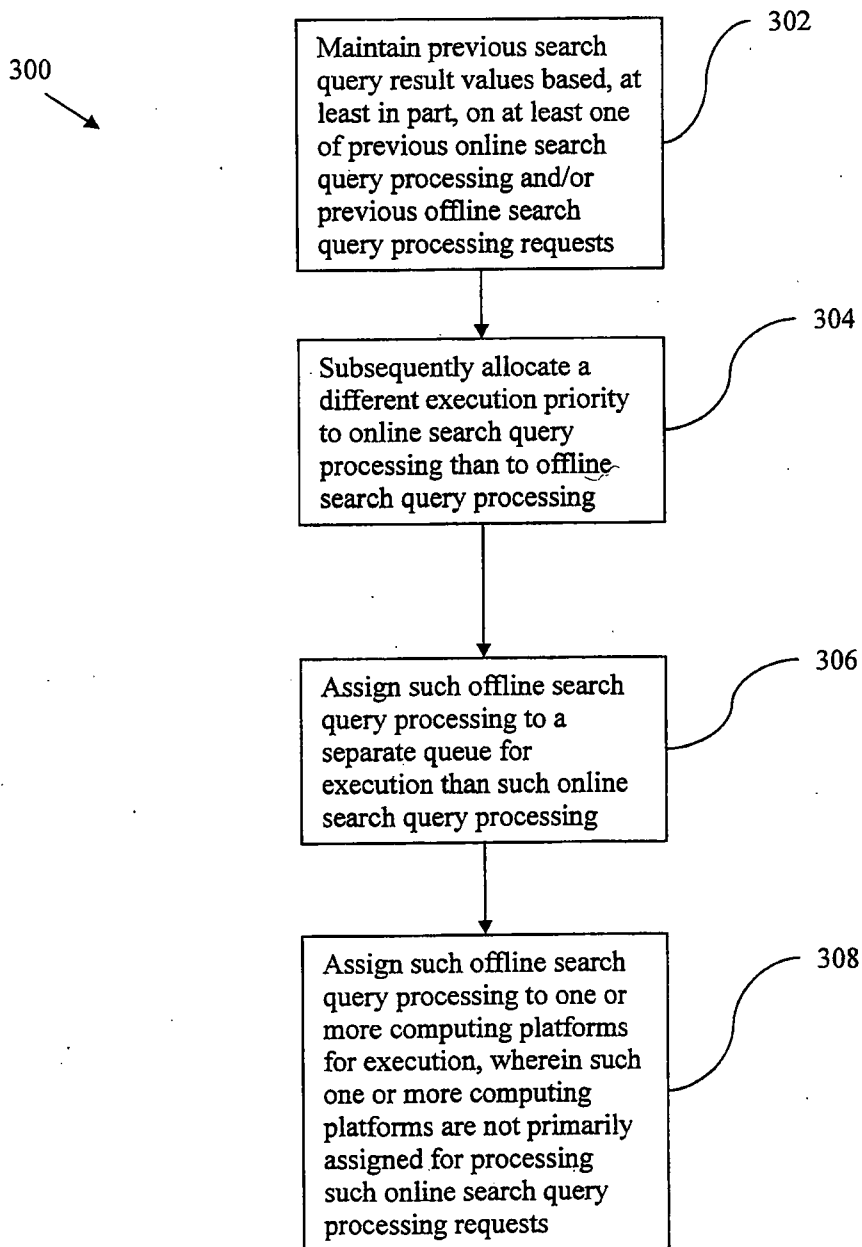 300
302
Maintain previous search
query result values based, at
least in part, on at least one
of previous online search
query processing and/or
previous offline search
query processing requests
304
Subsequently allocate a
different execution priority
to online search query
processing than to offline
search query processing
306
Assign such offline search
query processing to a
separate queue for
execution than such online
search query processing
308
Assign such offline search
query processing to one or
more computing platforms
for execution, wherein such
one or more computing
platforms are not primarily
assigned for processing
such online search query
processing requests